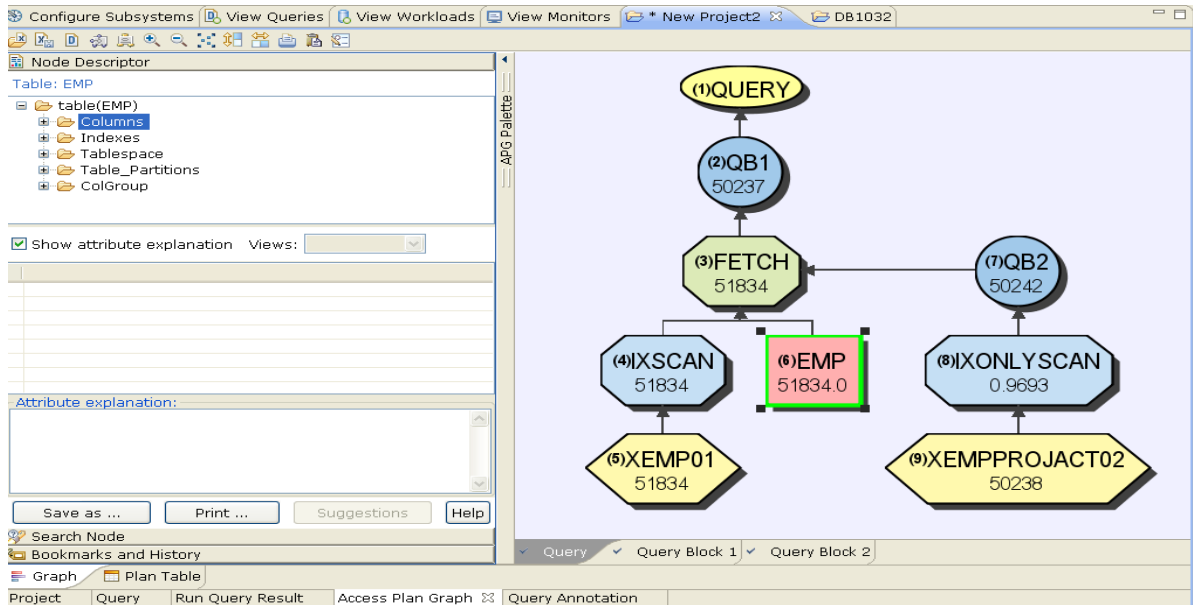 Configure Subsystems View Queries View Workloads View Monitors * New Project2 DB1032
Node Descriptor
Table: EMP
table(EMP)
Columns
Indexes
Tablespace
Table_Partitions
ColGroup
Show attribute explanation Views:
Attribute explanation:
Save as ... Print ... Suggestions Help
Search Node
Bookmarks and History
APG Palette
(1)QUERY
(2)QB1
50237
(3)FETCH
51834
(7)QB2
50242
(4)IXSCAN
51834
(6)EMP
51834.0
(8)IXONLYSCAN
0.9693
(5)XEMP01
51834
(9)XEMPPROJACT02
50238
Query Query Block 1 Query Block 2
Graph Plan Table
Project Query Run Query Result Access Plan Graph Query Annotation